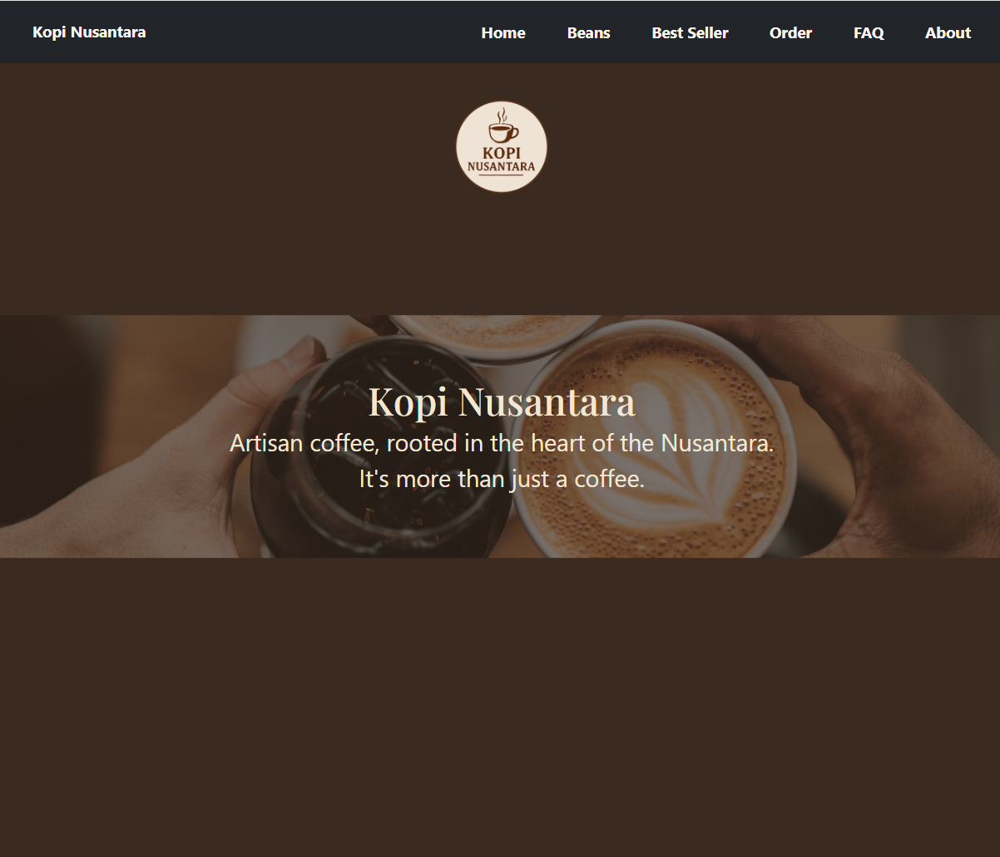 Kopi Nusantara
Home Beans Best Seller Order FAQ About
KOPI
NUSANTARA
Kopi Nusantara
Artisan coffee, rooted in the heart of the Nusantara.
It's more than just a coffee.